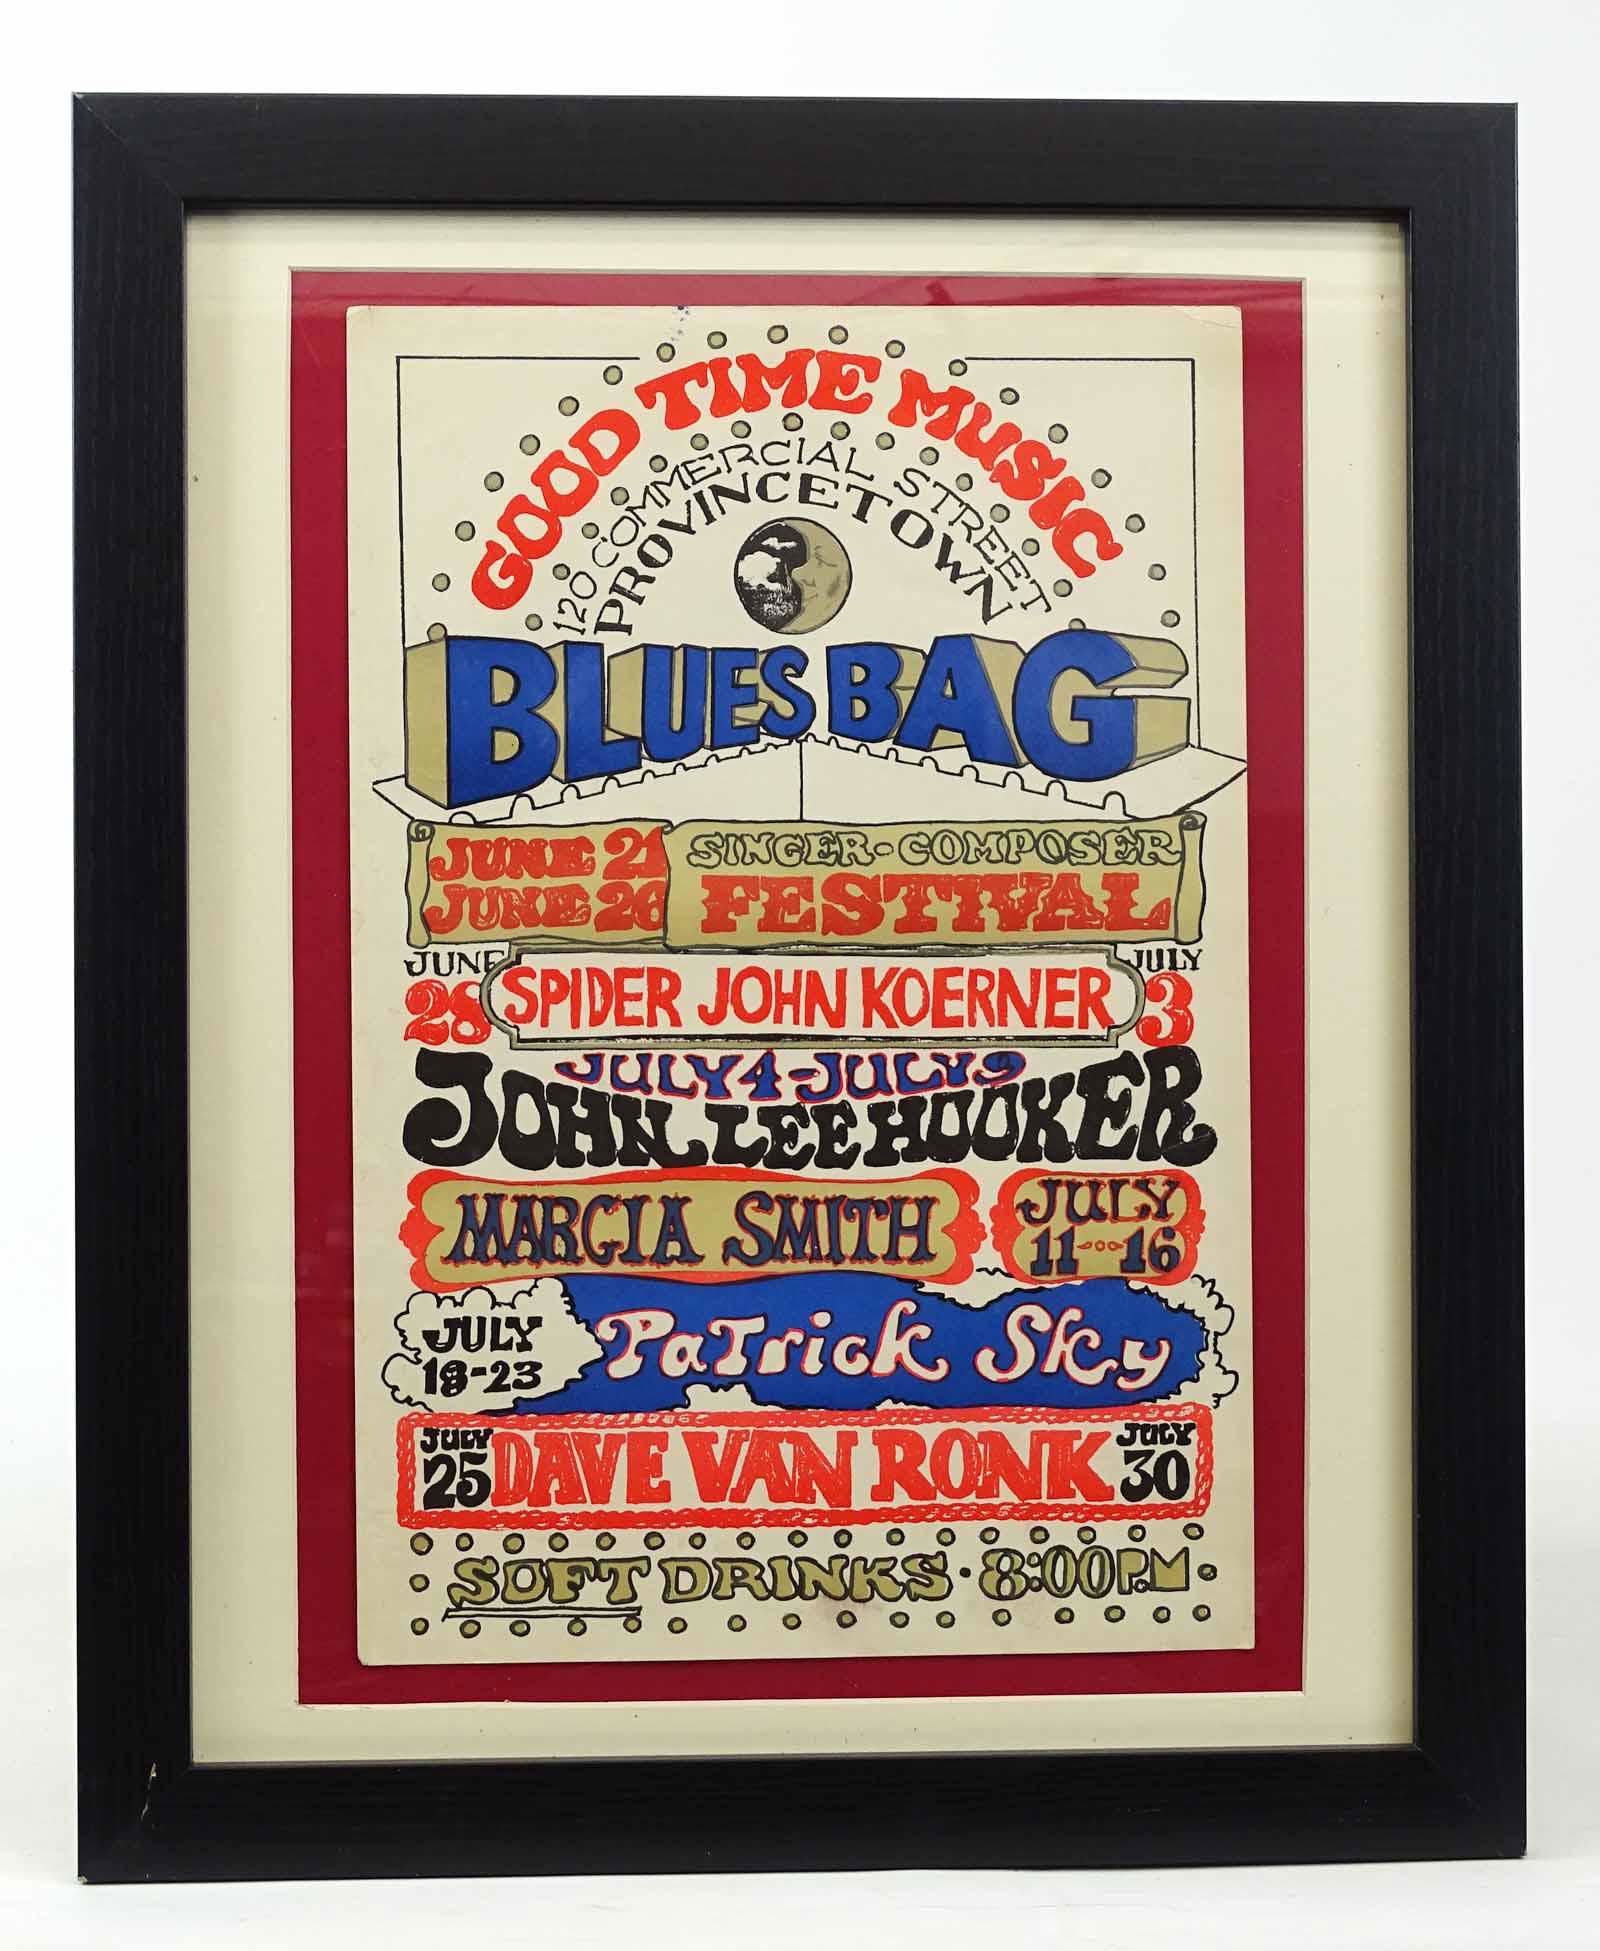 GOOD TIME MUSIC
120 COMMERCIAL STREET
PROVINCETOWN
BLUES BAG
JUNE 21
JUNE 26
SINGER-COMPOSER
FESTIVAL
JUNE
28
SPIDER JOHN KOERNER
JULY
3
JULY 4-JULY 9
JOHN LEE HOOKER
MARCIA SMITH
JULY
11---16
JULY
18-23
PaTrick Sky
JULY
25
DAVE VAN RONK
JULY
30
SOFT DRINKS · 8:00 P.M